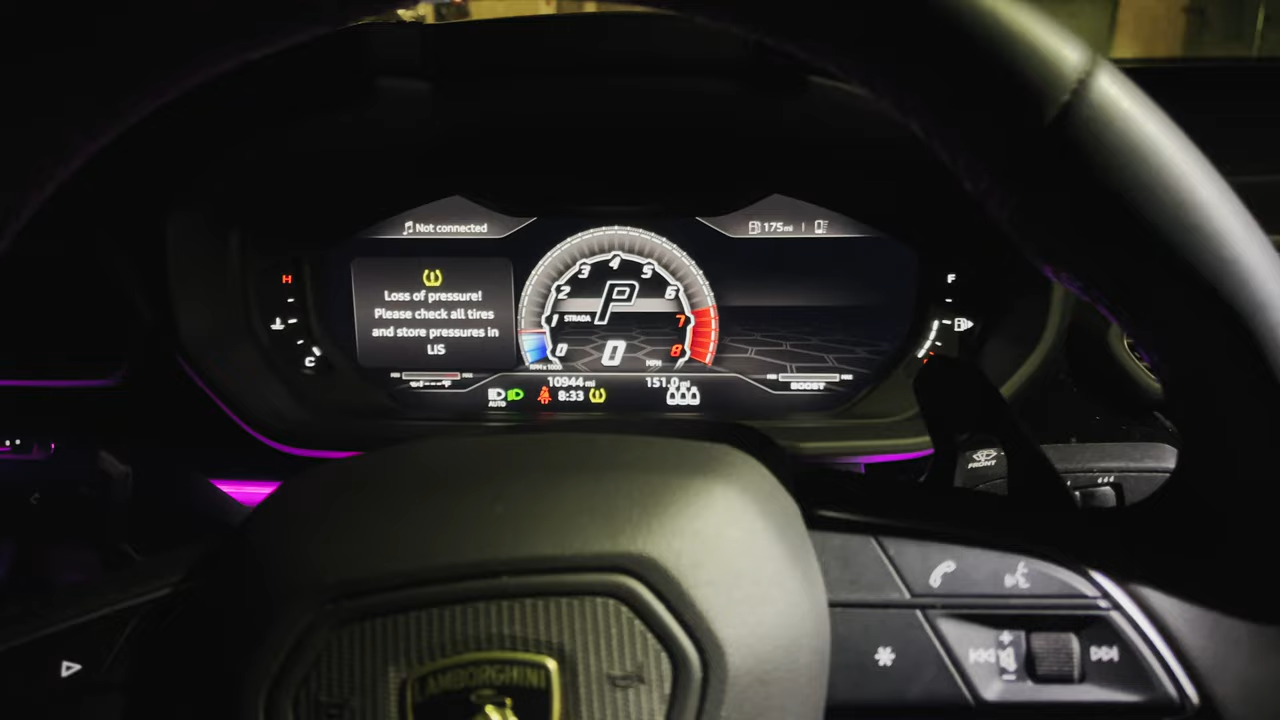 Not connected
175mi
H
Loss of pressure!
Please check all tires
and store pressures in
LIS
C
0 1 2 3 4 5 6 7 8
P
STRADA
0
MPH
RPM x 1000
F
BOOST
10944 mi
151.0 mi
AUTO
8:33
FRONT
LAMBORGHINI